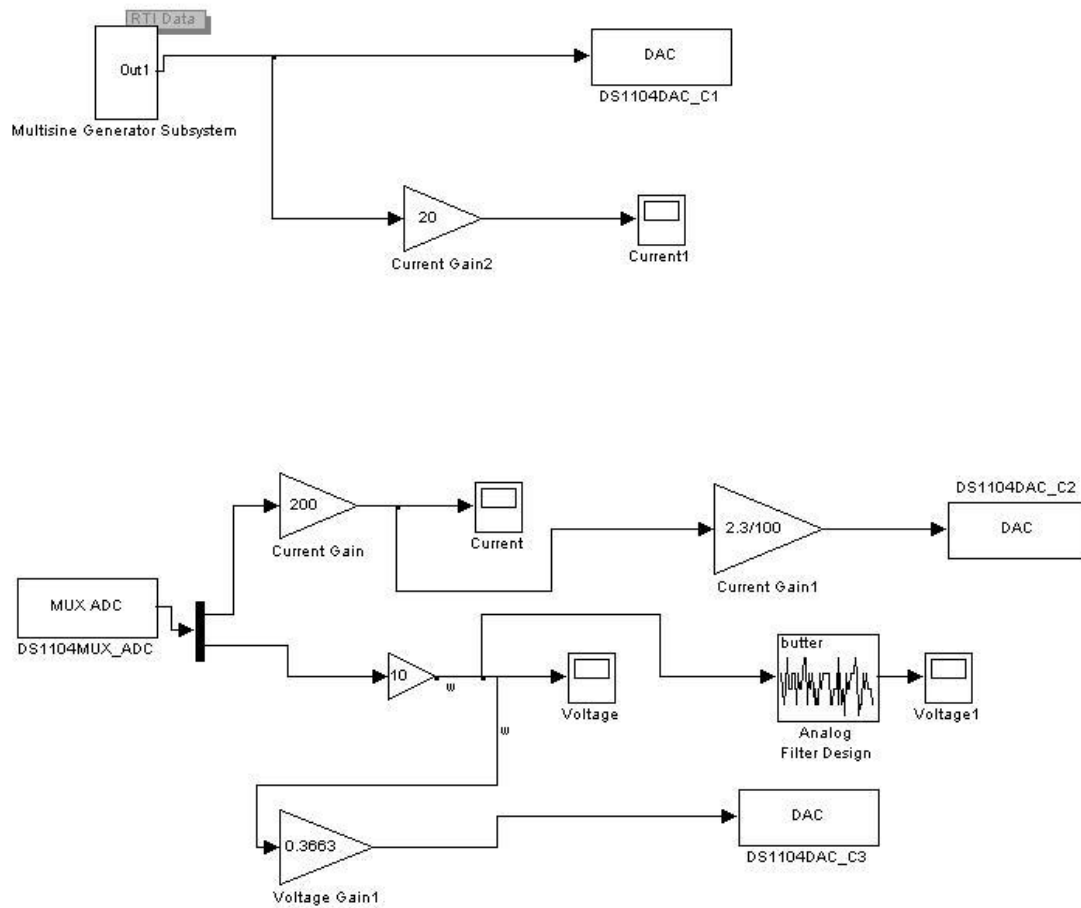 RTI Data
Out1
Multisine Generator Subsystem
DAC
DS1104DAC_C1
20
Current Gain2
Current1
200
Current Gain
Current
2.3/100
Current Gain1
DS1104DAC_C2
DAC
MUX ADC
DS1104MUX_ADC
10
ω
ω
Voltage
butter
Analog
Filter Design
Voltage1
0.3663
Voltage Gain1
DAC
DS1104DAC_C3